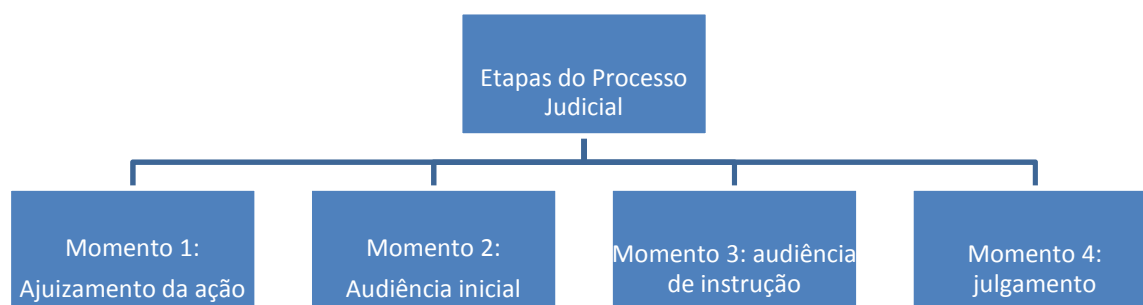 Etapas do Processo
Judicial
Momento 1:
Ajuizamento da ação
Momento 2:
Audiência inicial
Momento 3: audiência
de instrução
Momento 4:
julgamento